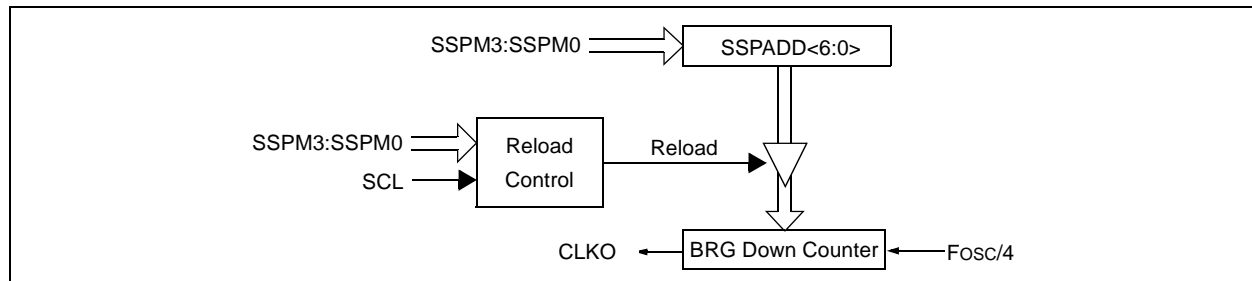 SSPM3:SSPM0
SSPADD<6:0>
SSPM3:SSPM0
SCL
Reload
Control
Reload
CLKO
BRG Down Counter
FOSC/4